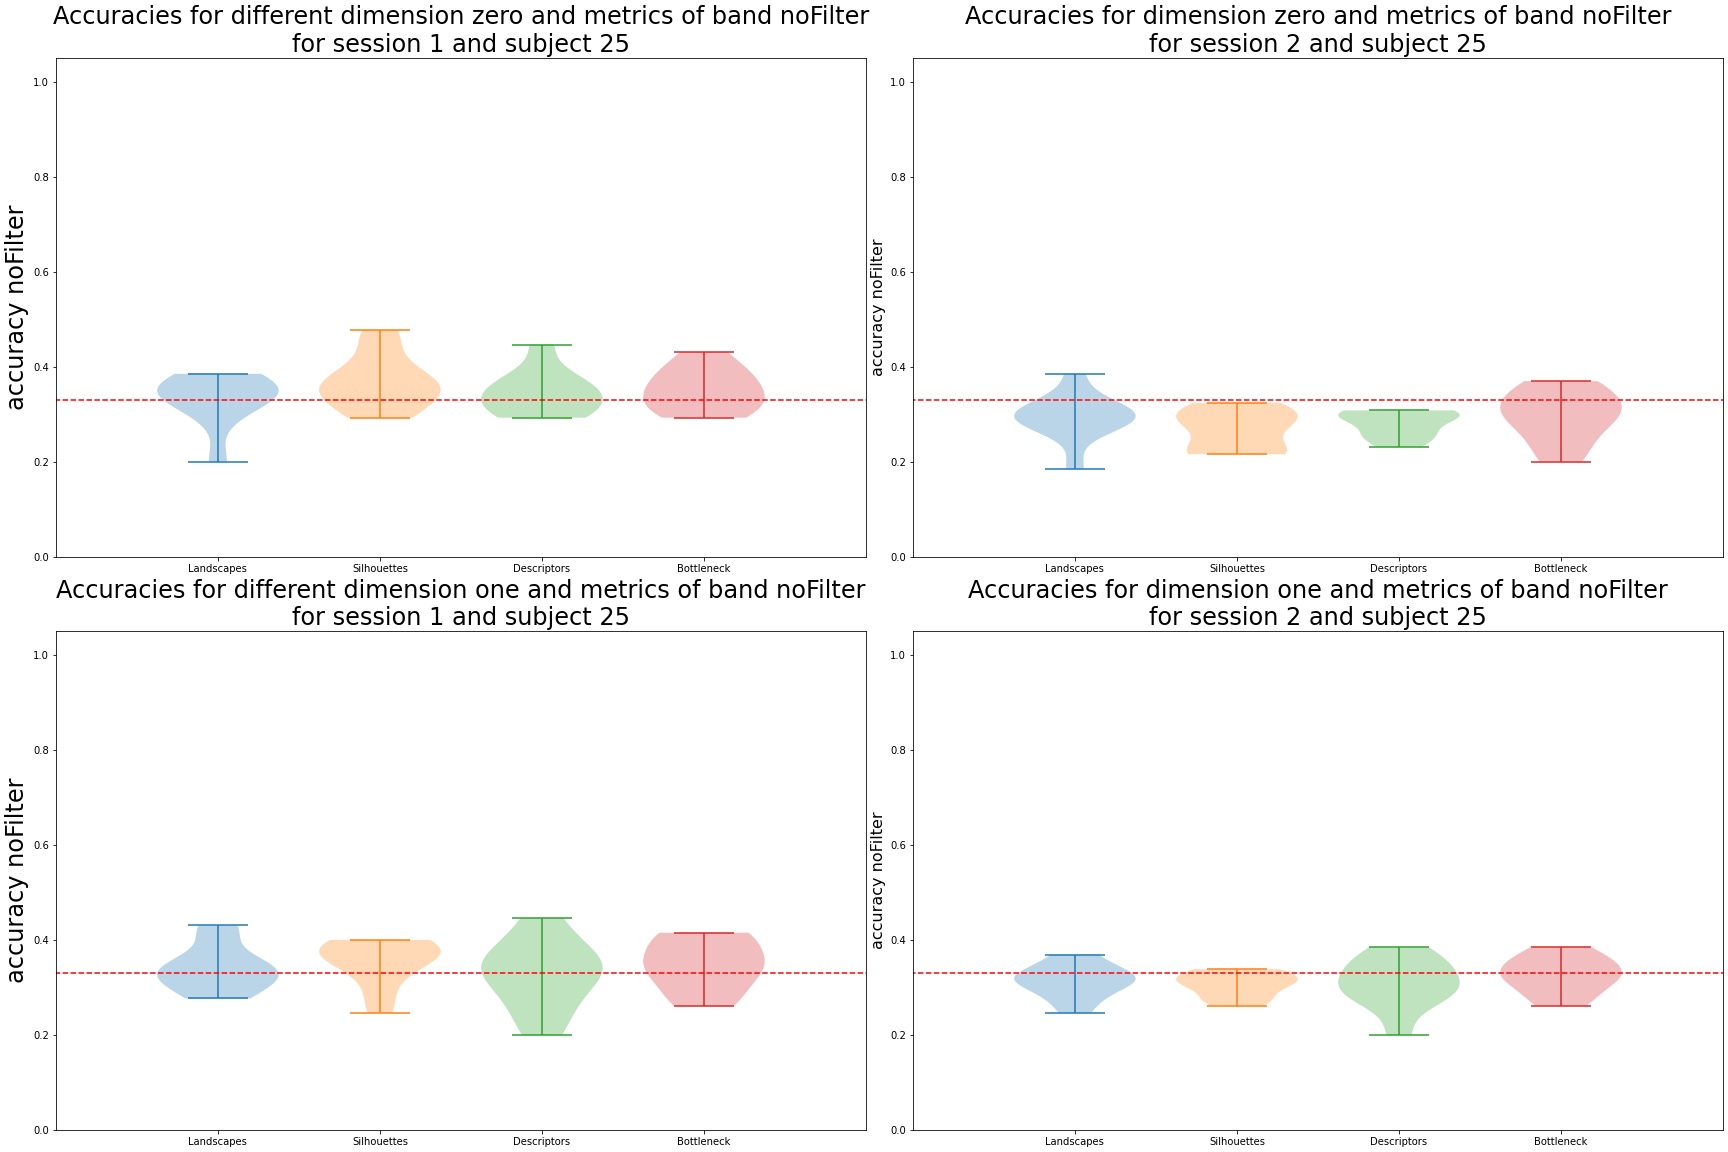 Accuracies for different dimension zero and metrics of band noFilter
for session 1 and subject 25
accuracy noFilter
1.0
0.8
0.6
0.4
0.2
0.0
Landscapes Silhouettes Descriptors Bottleneck
Accuracies for dimension zero and metrics of band noFilter
for session 2 and subject 25
accuracy noFilter
1.0
0.8
0.6
0.4
0.2
0.0
Landscapes Silhouettes Descriptors Bottleneck
Accuracies for different dimension one and metrics of band noFilter
for session 1 and subject 25
accuracy noFilter
1.0
0.8
0.6
0.4
0.2
0.0
Landscapes Silhouettes Descriptors Bottleneck
Accuracies for dimension one and metrics of band noFilter
for session 2 and subject 25
accuracy noFilter
1.0
0.8
0.6
0.4
0.2
0.0
Landscapes Silhouettes Descriptors Bottleneck